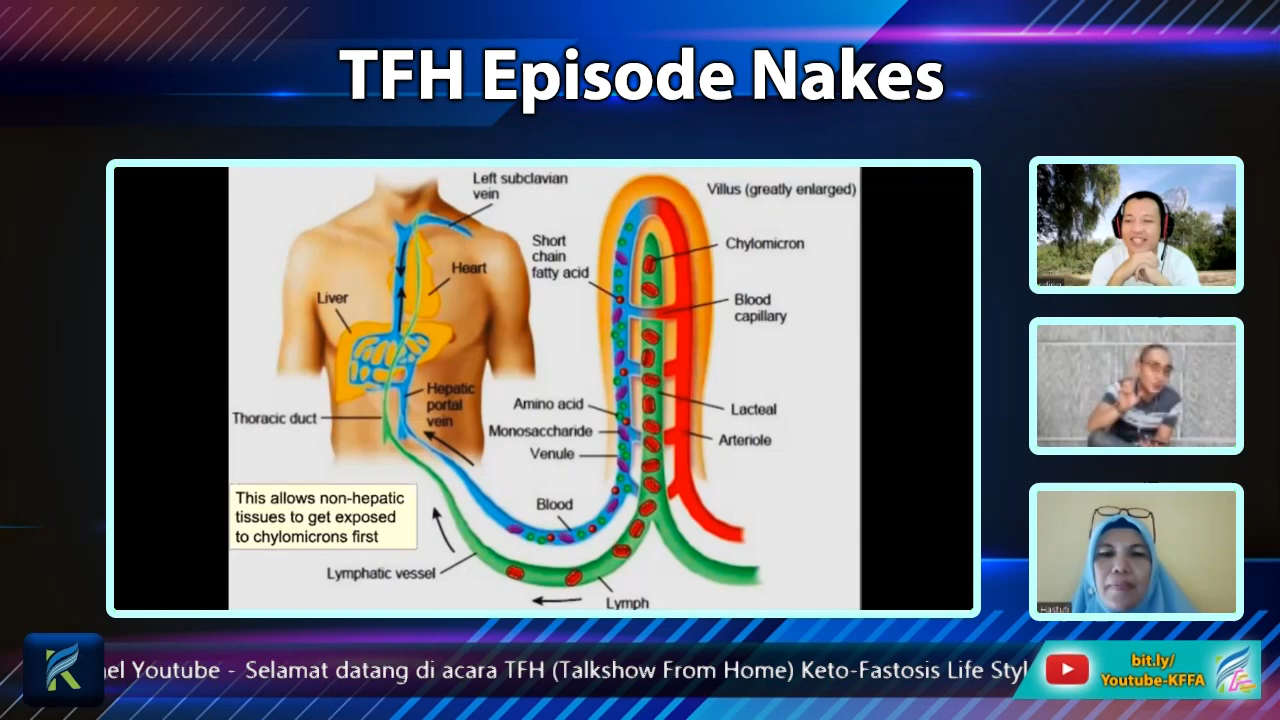 TFH Episode Nakes
Left subclavian
vein
Villus (greatly enlarged)
Short
chain
fatty acid
Chylomicron
Heart
Liver
Blood
capillary
Hepatic
portal
vein
Thoracic duct
Amino acid
Monosaccharide
Venule
Lacteal
Arteriole
This allows non-hepatic
tissues to get exposed
to chylomicrons first
Blood
Lymphatic vessel
Lymph
Hastuti
nel Youtube - Selamat datang di acara TFH (Talkshow From Home) Keto-Fastosis Life Styl
bit.ly/
Youtube-KFFA